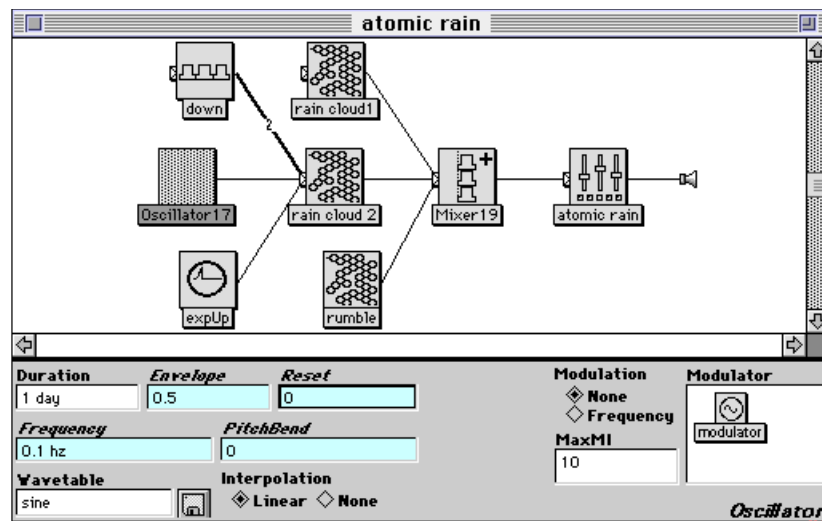 atomic rain
down
rain cloud1
2
Oscillator17
rain cloud 2
Mixer19
atomic rain
expUp
rumble
Duration
Envelope
Reset
1 day
0.5
0
Frequency
PitchBend
0.1 hz
0
Wavetable
Interpolation
sine
Linear
None
Modulation
None
Frequency
MaxMI
10
Modulator
modulator
Oscillator